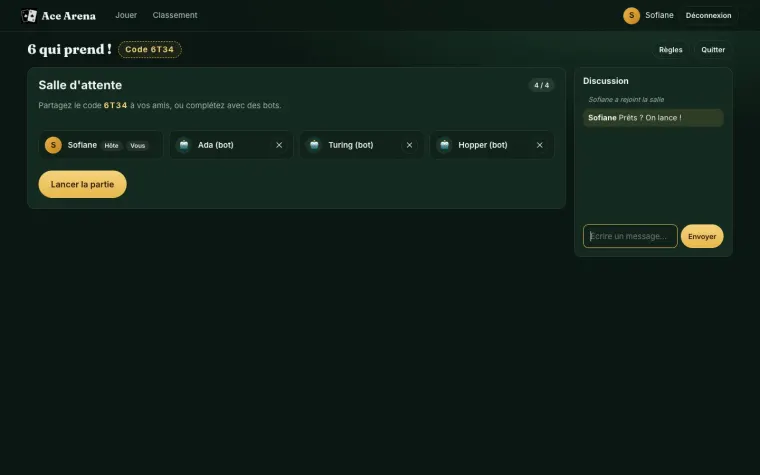 Ace Arena Jouer Classement S Sofiane Déconnexion
6 qui prend ! Code 6T34 Règles Quitter
Salle d'attente 4 / 4
Partagez le code 6T34 à vos amis, ou complétez avec des bots.
S Sofiane Hôte Vous Ada (bot) × Turing (bot) × Hopper (bot) ×
Lancer la partie
Discussion
Sofiane a rejoint la salle
Sofiane Prêts ? On lance !
Écrire un message... Envoyer